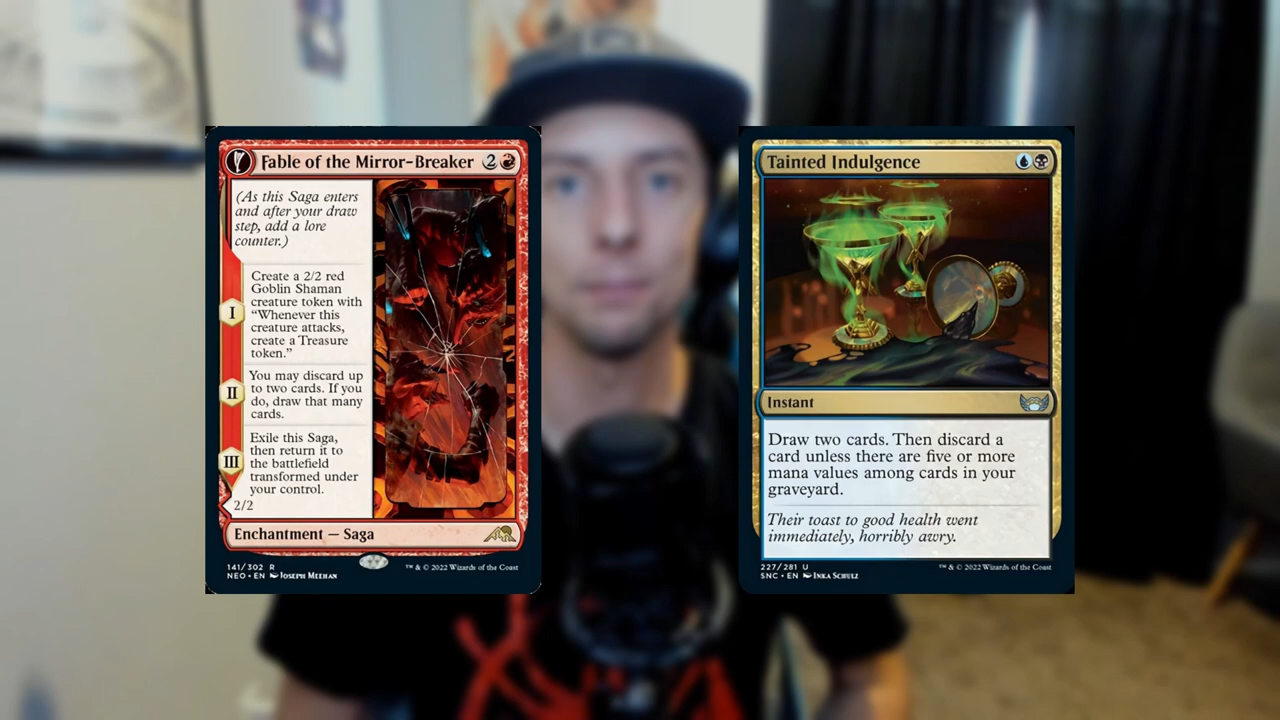 Fable of the Mirror-Breaker 2
(As this Saga enters
and after your draw
step, add a lore
counter.)
I
Create a 2/2 red
Goblin Shaman
creature token with
“Whenever this
creature attacks,
create a Treasure
token.”
II
You may discard up
to two cards. If you
do, draw that many
cards.
III
Exile this Saga,
then return it to
the battlefield
transformed under
your control.
2/2
Enchantment — Saga
141/302 R
NEO • EN Joseph Meehan
™ & © 2022 Wizards of the Coast
Tainted Indulgence
Instant
Draw two cards. Then discard a
card unless there are five or more
mana values among cards in your
graveyard.
Their toast to good health went
immediately, horribly awry.
227/281 U
SNC • EN Inka Schulz
™ & © 2022 Wizards of the Coast